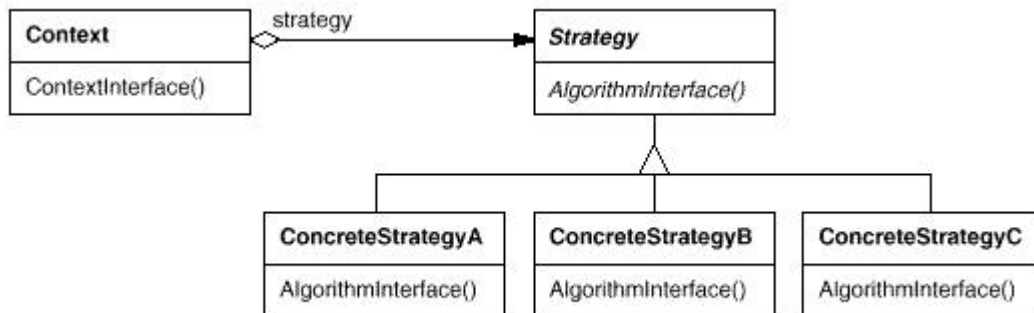 Context
ContextInterface()
strategy
Strategy
AlgorithmInterface()
ConcreteStrategyA
AlgorithmInterface()
ConcreteStrategyB
AlgorithmInterface()
ConcreteStrategyC
AlgorithmInterface()